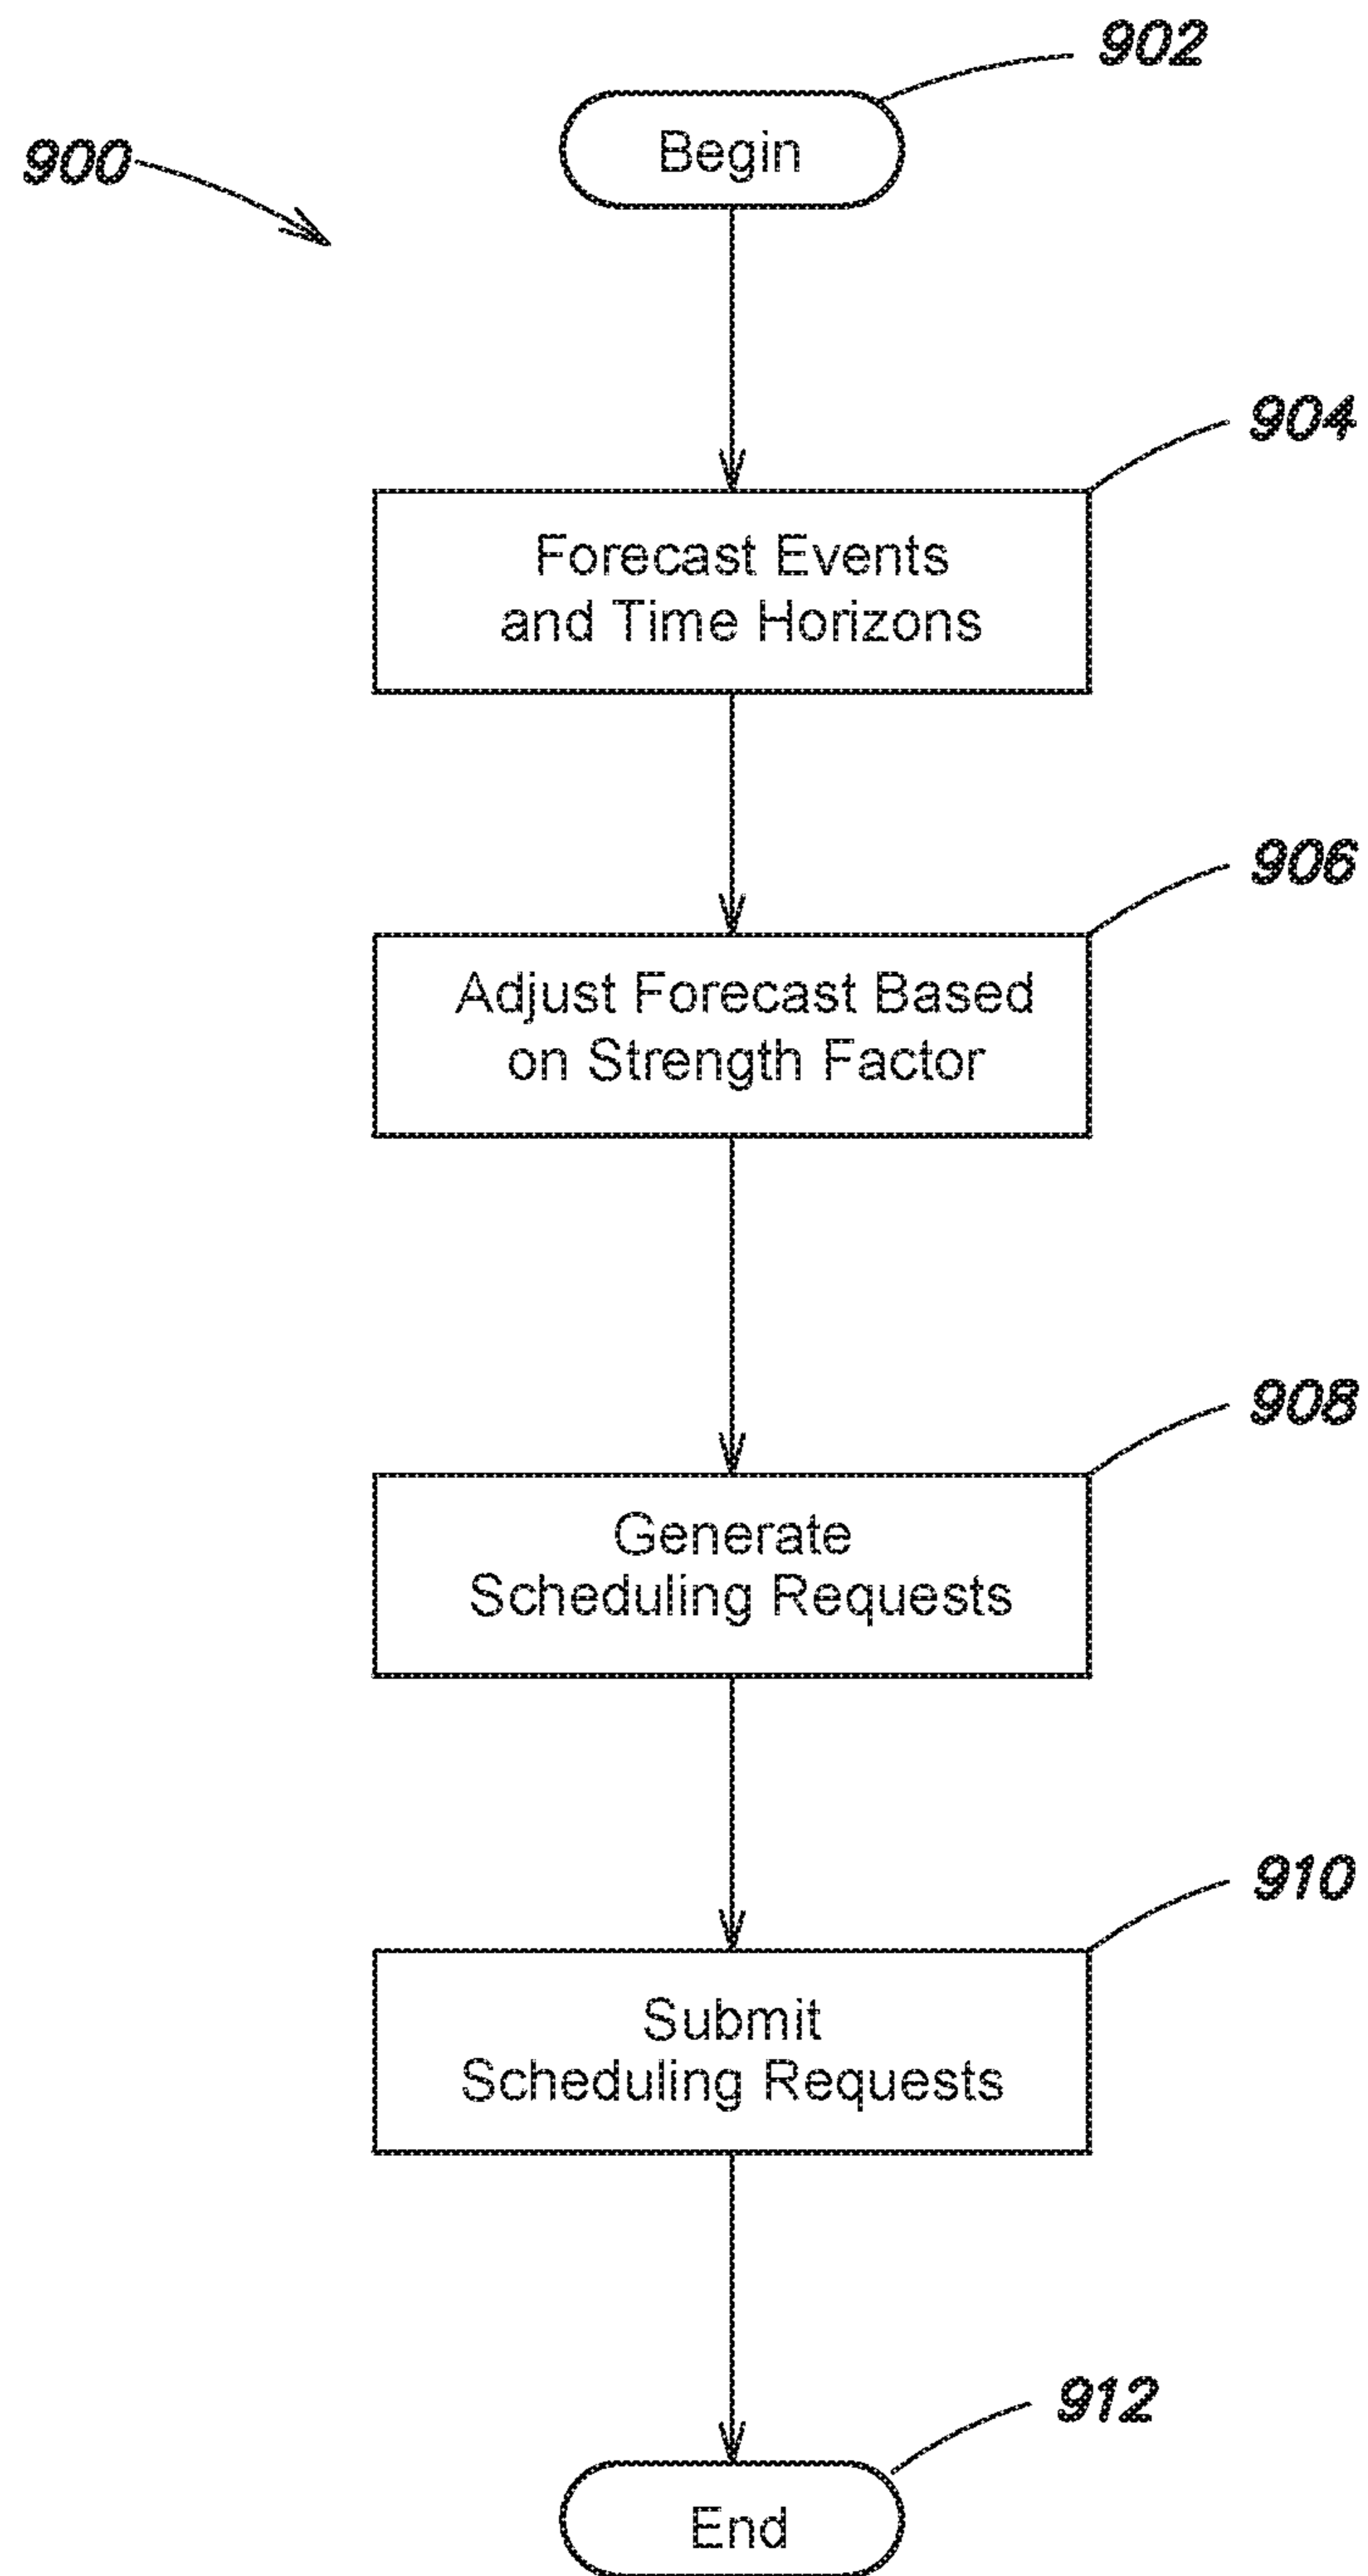 902
Begin
900
904
Forecast Events
and Time Horizons
906
Adjust Forecast Based
on Strength Factor
908
Generate
Scheduling Requests
910
Submit
Scheduling Requests
912
End